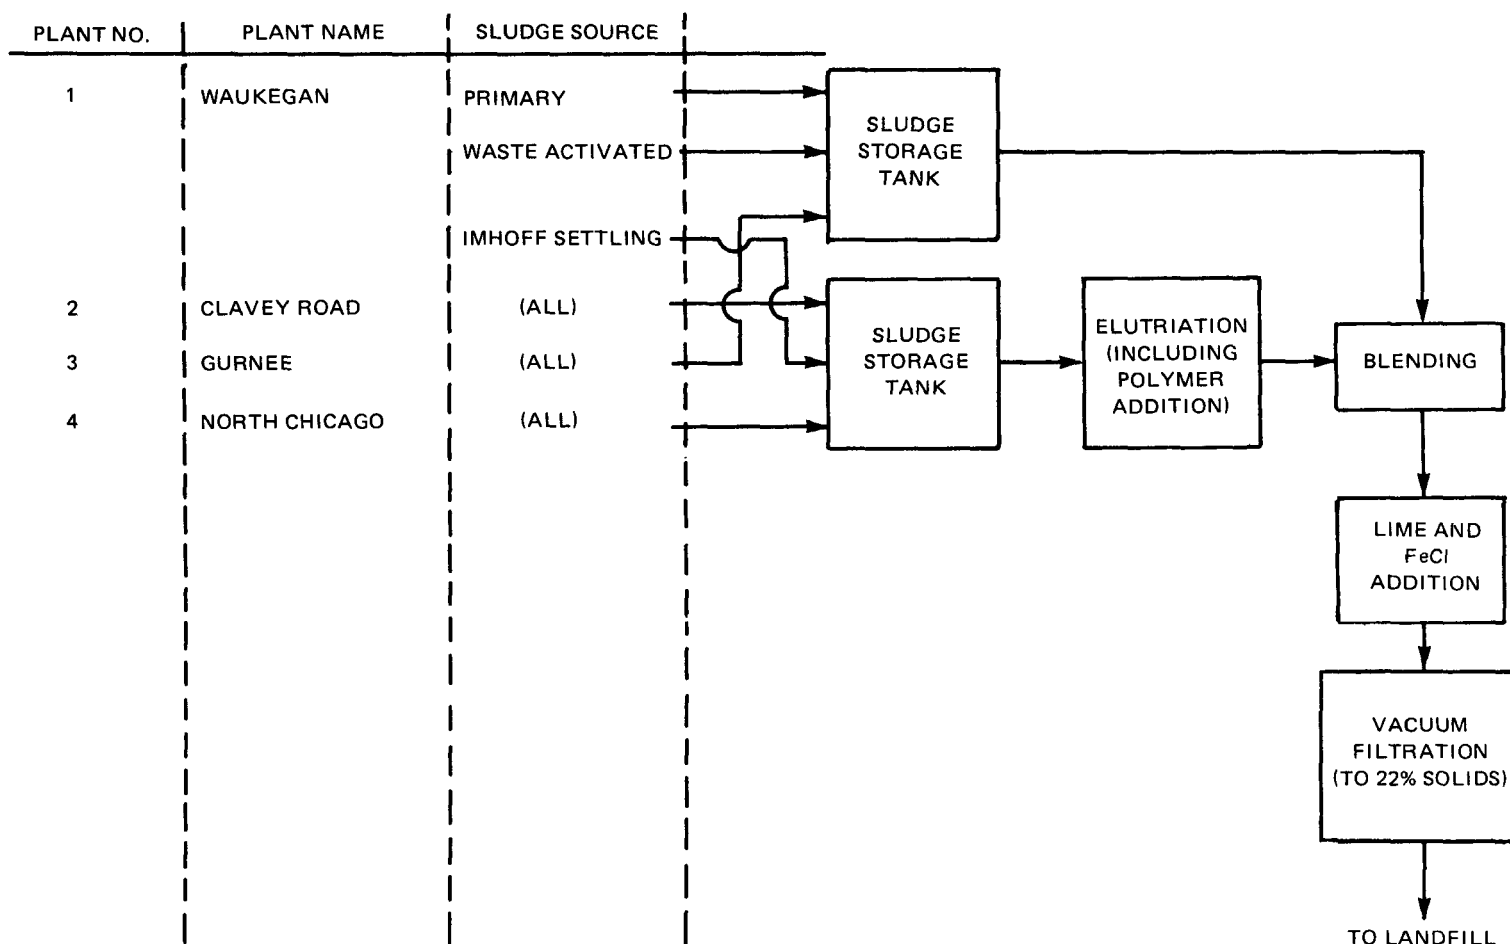 PLANT NO. PLANT NAME SLUDGE SOURCE
1 WAUKEGAN PRIMARY
WASTE ACTIVATED
IMHOFF SETTLING
2 CLAVEY ROAD (ALL)
3 GURNEE (ALL)
4 NORTH CHICAGO (ALL)
SLUDGE
STORAGE
TANK
SLUDGE
STORAGE
TANK
ELUTRIATION
(INCLUDING
POLYMER
ADDITION)
BLENDING
LIME AND
FeCl
ADDITION
VACUUM
FILTRATION
(TO 22% SOLIDS)
TO LANDFILL